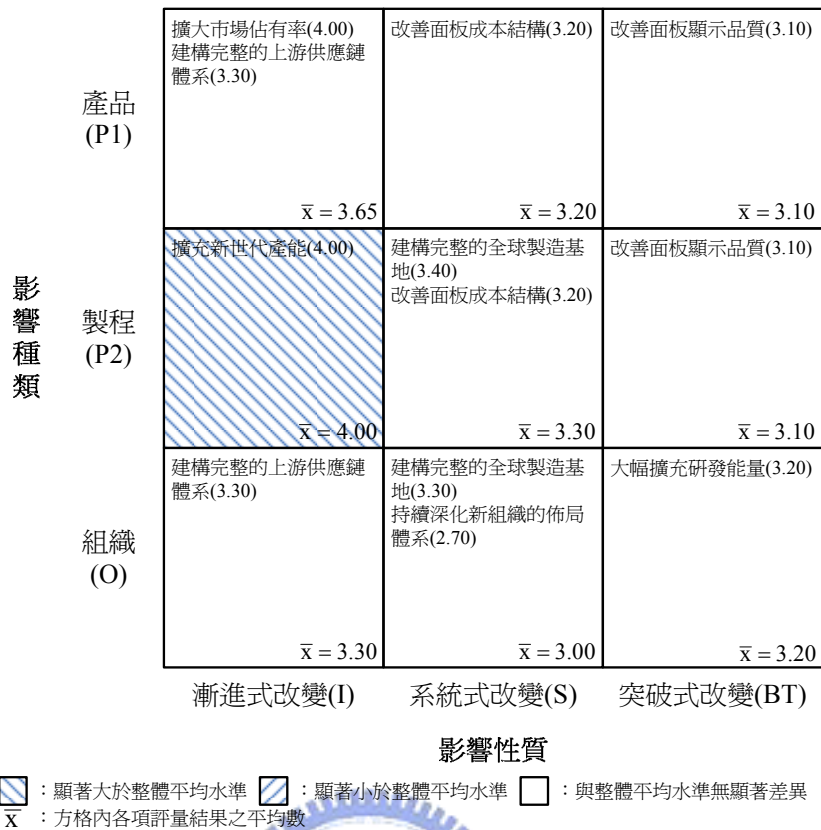 擴大市場佔有率(4.00)
建構完整的上游供應鏈
體系(3.30)
x̄ = 3.65
改善面板成本結構(3.20)
x̄ = 3.20
改善面板顯示品質(3.10)
x̄ = 3.10
產品
(P1)
擴充新世代產能(4.00)
x̄ = 4.00
建構完整的全球製造基
地(3.40)
改善面板成本結構(3.20)
x̄ = 3.30
改善面板顯示品質(3.10)
x̄ = 3.10
影響種類
製程
(P2)
建構完整的上游供應鏈
體系(3.30)
x̄ = 3.30
建構完整的全球製造基
地(3.30)
持續深化新組織的佈局
體系(2.70)
x̄ = 3.00
大幅擴充研發能量(3.20)
x̄ = 3.20
組織
(O)
漸進式改變(I) 系統式改變(S) 突破式改變(BT)
影響性質
：顯著大於整體平均水準 ：顯著小於整體平均水準 ：與整體平均水準無顯著差異
x̄ ：方格內各項評量結果之平均數